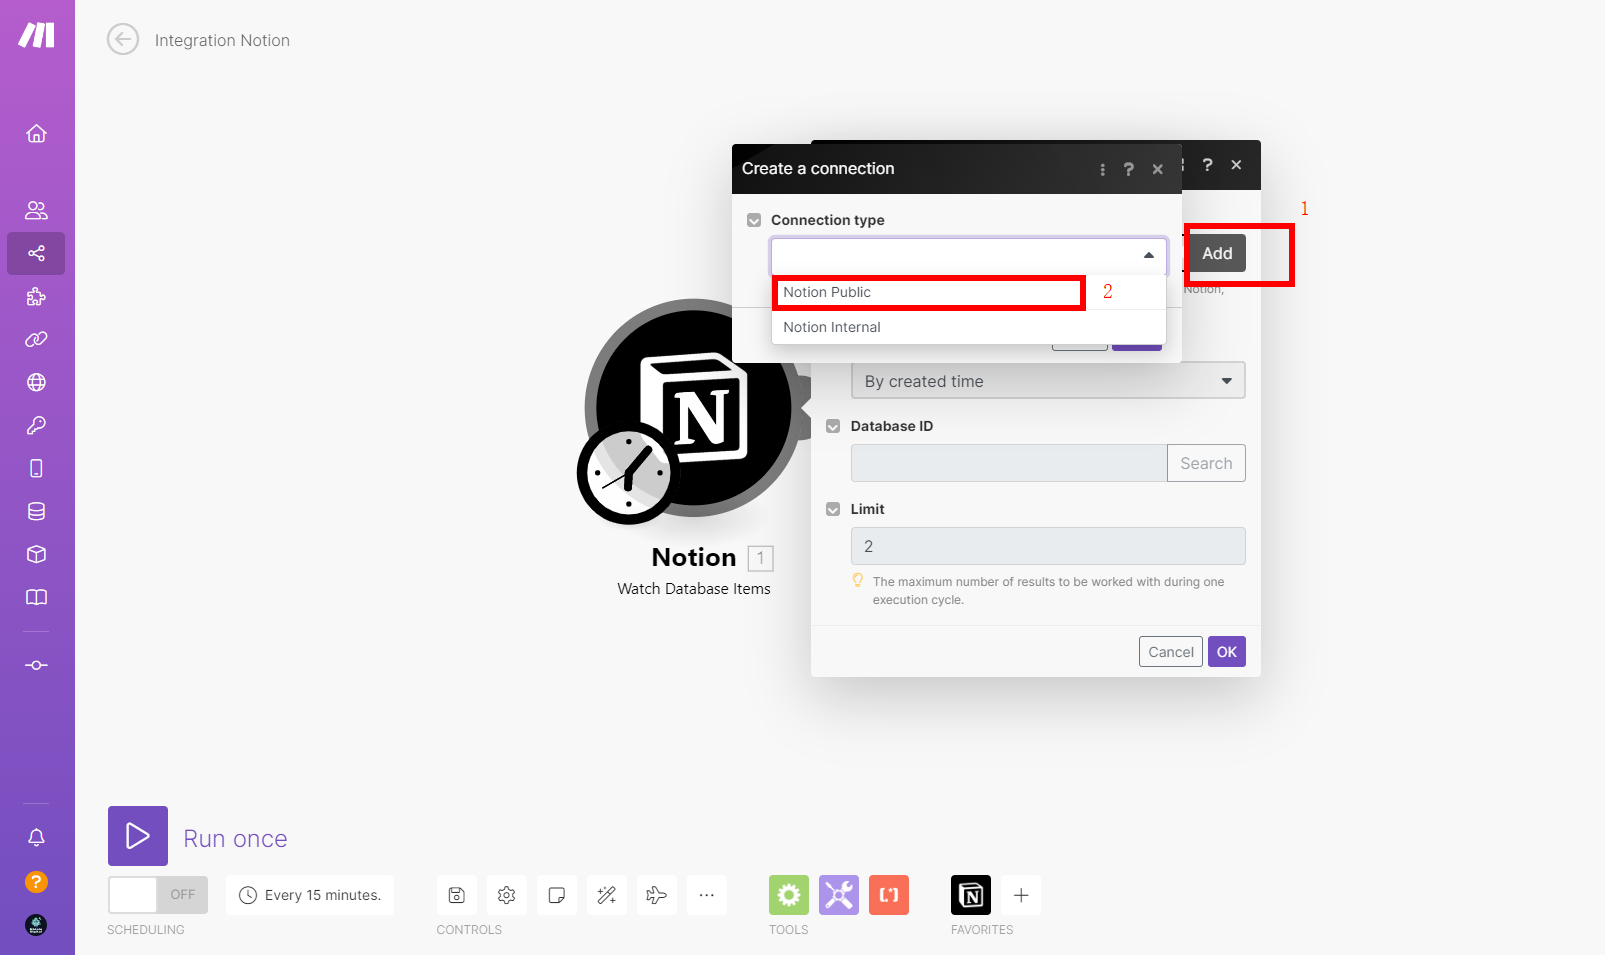 Integration Notion
Create a connection
?
?
1
Connection type
Add
Notion,
Notion Public
2
Notion Internal
By created time
Database ID
Search
Limit
2
The maximum number of results to be worked with during one
execution cycle.
Cancel
OK
N
Notion 1
Watch Database Items
Run once
OFF
Every 15 minutes.
SCHEDULING
CONTROLS
[.*]
TOOLS
N
FAVORITES
?